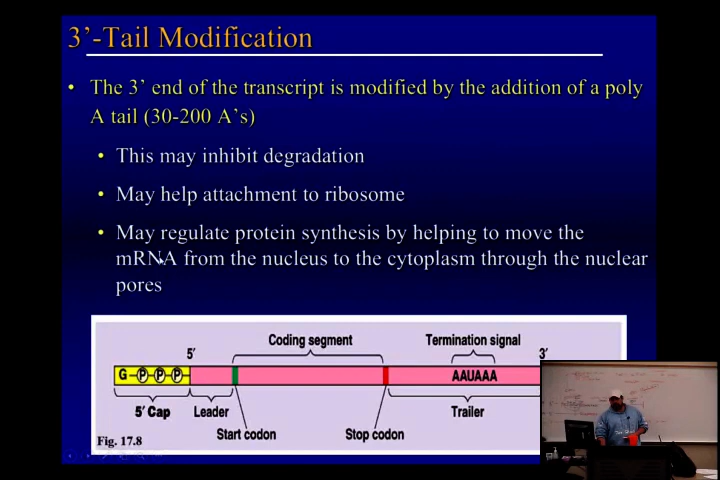 3'-Tail Modification
• The 3' end of the transcript is modified by the addition of a poly
A tail (30-200 A's)
• This may inhibit degradation
• May help attachment to ribosome
• May regulate protein synthesis by helping to move the
mRNA from the nucleus to the cytoplasm through the nuclear
pores
Coding segment
Termination signal
5'
3'
G P P P
AAUAAA
5' Cap
Leader
Trailer
Start codon
Stop codon
Fig. 17.8